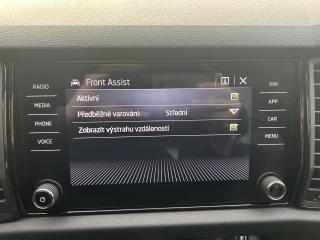 RADIO
MEDIA
PHONE
VOICE
Front Assist
Aktivní
Předběžné varování: Střední
Zobrazit výstrahu vzdálenosti
NAV
APP
CAR
MENU